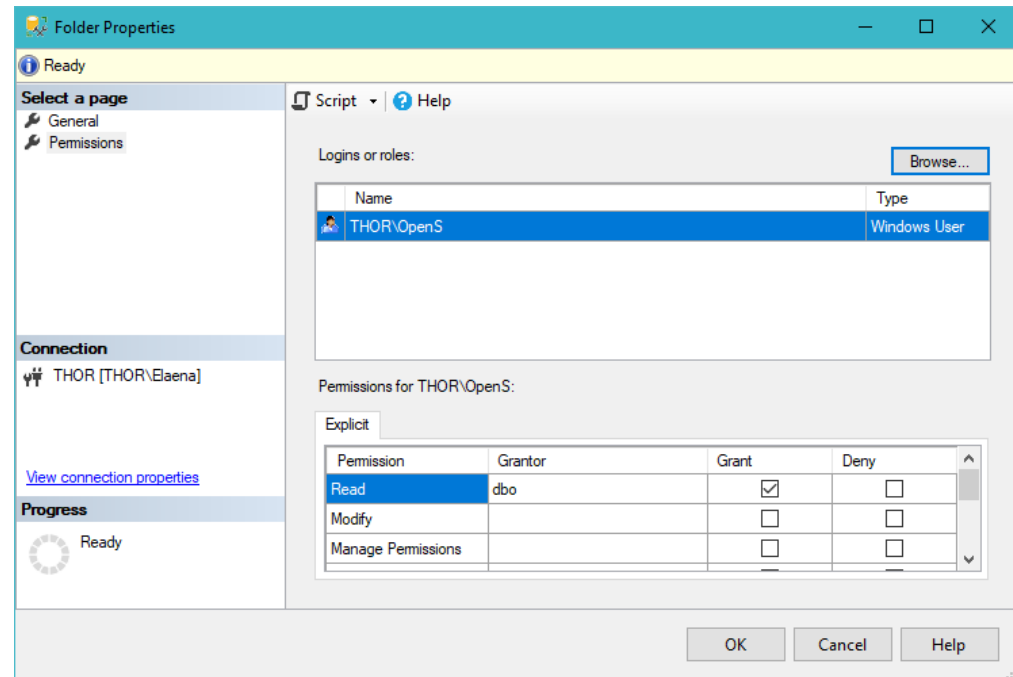 Folder Properties
Ready
Select a page
General
Permissions
Script
Help
Logins or roles:
Browse...
Name Type
THOR\OpenS Windows User
Connection
THOR [THOR\Elaena]
View connection properties
Permissions for THOR\OpenS:
Explicit
Permission Grantor Grant Deny
Read dbo
Modify
Manage Permissions
Progress
Ready
OK Cancel Help